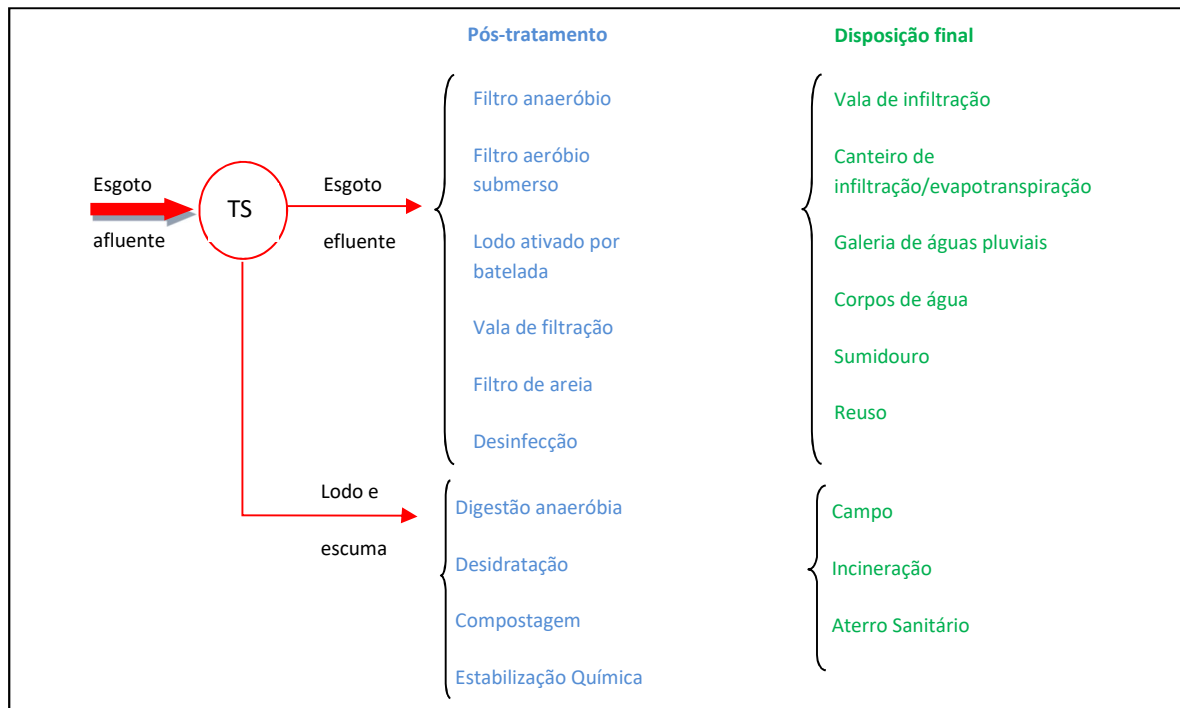 Pós-tratamento
Disposição final
Esgoto
afluente
TS
Esgoto
efluente
Filtro anaeróbio
Filtro aeróbio
submerso
Lodo ativado por
batelada
Vala de filtração
Filtro de areia
Desinfecção
Vala de infiltração
Canteiro de
infiltração/evapotranspiração
Galeria de águas pluviais
Corpos de água
Sumidouro
Reuso
Lodo e
escuma
Digestão anaeróbia
Desidratação
Compostagem
Estabilização Química
Campo
Incineração
Aterro Sanitário